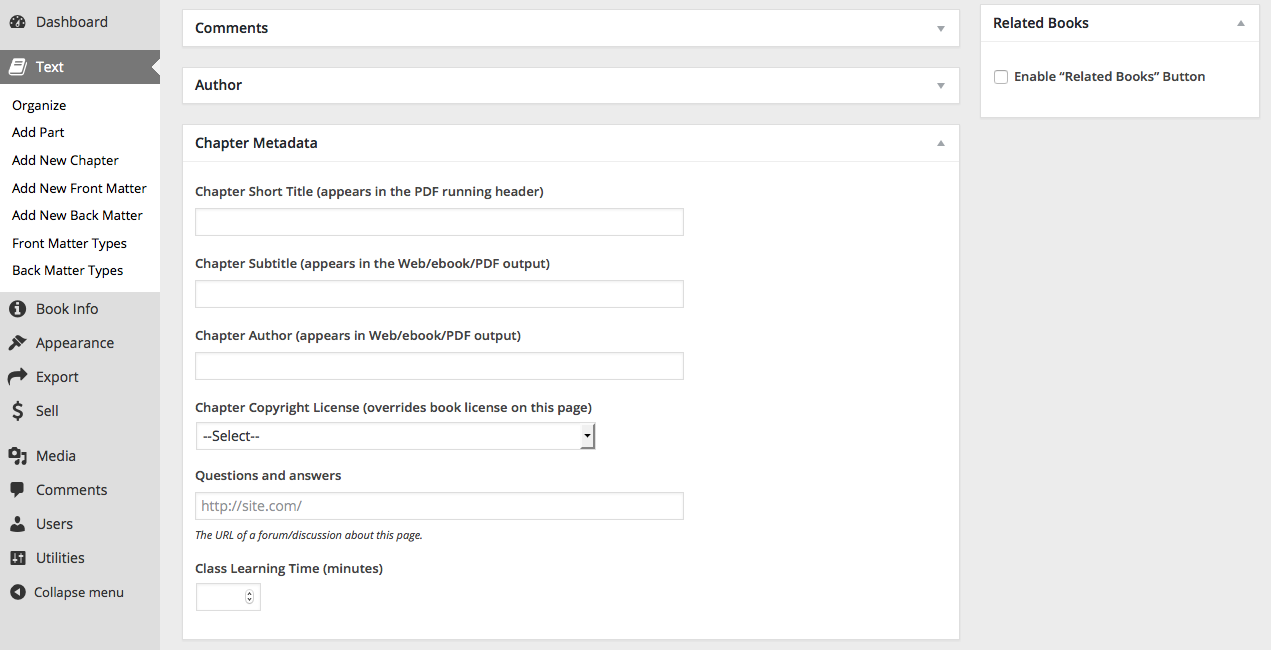 Dashboard
Text
Organize
Add Part
Add New Chapter
Add New Front Matter
Add New Back Matter
Front Matter Types
Back Matter Types
Book Info
Appearance
Export
Sell
Media
Comments
Users
Utilities
Collapse menu
Comments
Author
Chapter Metadata
Chapter Short Title (appears in the PDF running header)
Chapter Subtitle (appears in the Web/ebook/PDF output)
Chapter Author (appears in Web/ebook/PDF output)
Chapter Copyright License (overrides book license on this page)
--Select--
Questions and answers
http://site.com/
The URL of a forum/discussion about this page.
Class Learning Time (minutes)
Related Books
Enable “Related Books” Button